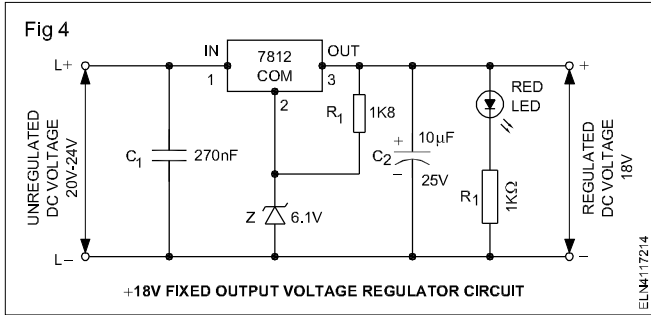 Fig 4
L+
IN
7812
COM
OUT
1
2
3
+
UNREGULATED
DC VOLTAGE
20V-24V
C1
270nF
R1
1K8
Z
6.1V
+
10µF
C2
25V
–
RED
LED
R1
1KΩ
REGULATED
DC VOLTAGE
18V
L–
–
+18V FIXED OUTPUT VOLTAGE REGULATOR CIRCUIT
ELN4117214